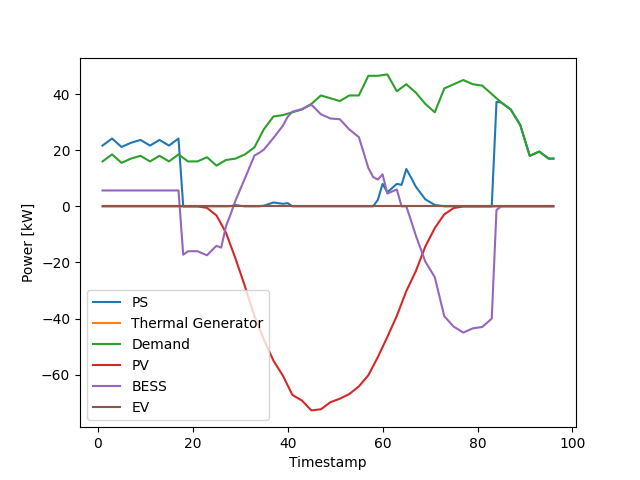 40
20
0
−20
−40
−60
Power [kW]
PS
Thermal Generator
Demand
PV
BESS
EV
0 20 40 60 80 100
Timestamp